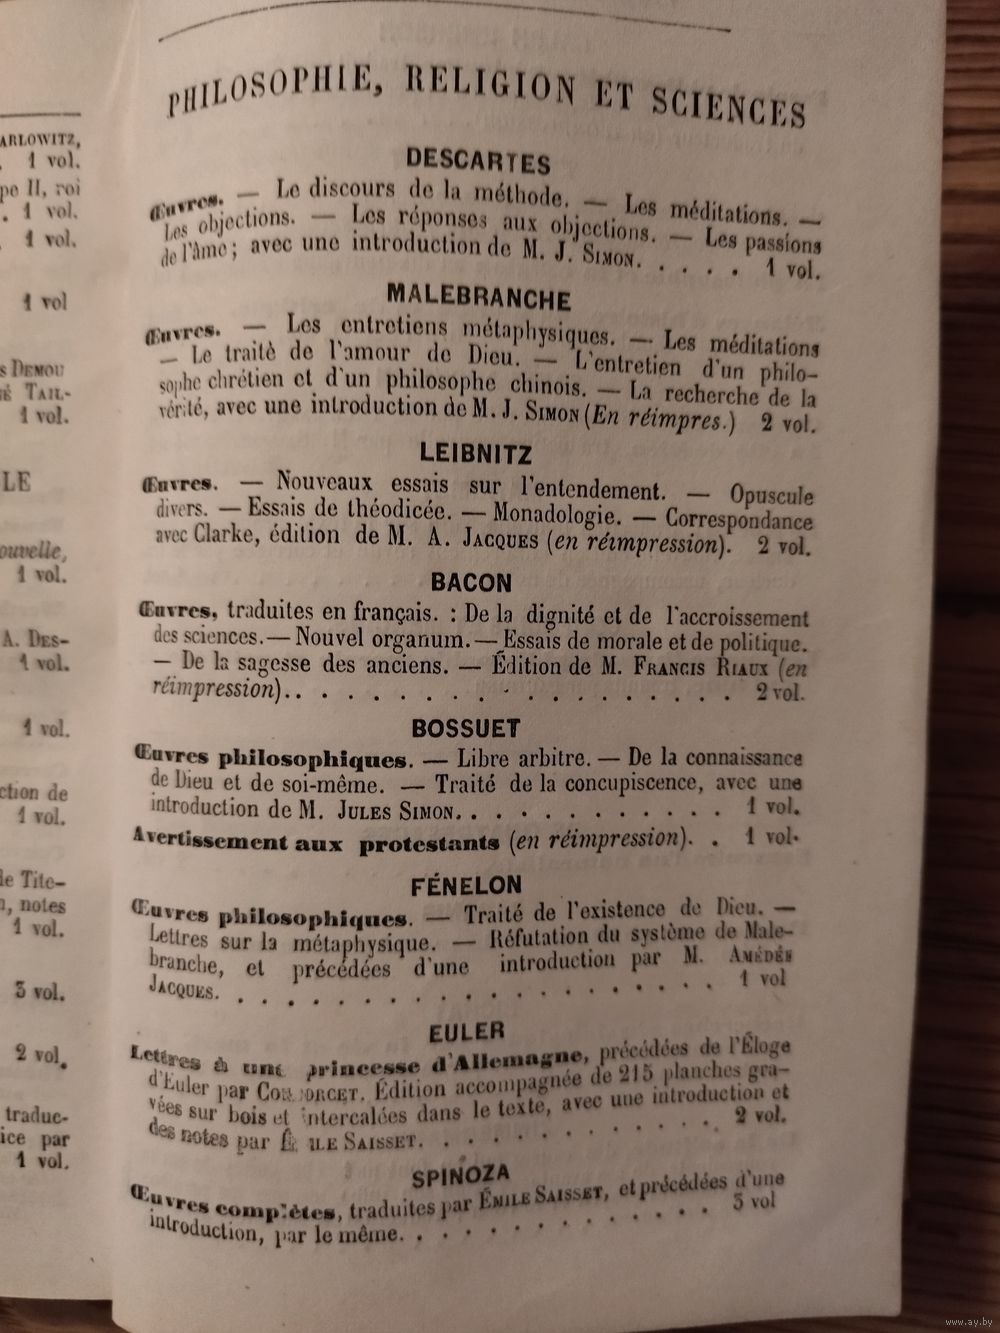 ARLOWITZ,
. 1 vol.
pe II, roi
. 1 vol.
. 1 vol.
1 vol
s DEMOU
É TAIL-
1 vol.
LE
ouvelle,
1 vol.
A. DES-
1 vol.
1 vol.
ction de
1 vol.
de Tite-
n, notes
1 vol.
3 vol.
2 vol.
traduc-
ice par
1 vol.
PHILOSOPHIE, RELIGION ET SCIENCES
DESCARTES
Œuvres. — Le discours de la méthode. — Les méditations. —
Les objections. — Les réponses aux objections. — Les passions
de l'âme ; avec une introduction de M. J. SIMON. . . . . 1 vol.
MALEBRANCHE
Œuvres. — Les entretiens métaphysiques. — Les méditations
— Le traitè de l'amour de Dieu. — L'entretien d'un philo-
sophe chrétien et d'un philosophe chinois. — La recherche de la
vérité, avec une introduction de M. J. SIMON (En réimpres.) 2 vol.
LEIBNITZ
Œuvres. — Nouveaux essais sur l'entendement. — Opuscule
divers. — Essais de théodicée. — Monadologie. — Correspondance
avec Clarke, édition de M. A. JACQUES (en réimpression). 2 vol.
BACON
Œuvres, traduites en français. : De la dignité et de l'accroissement
des sciences. — Nouvel organum. — Essais de morale et de politique.
— De la sagesse des anciens. — Édition de M. FRANCIS RIAUX (en
réimpression). . . . . . . . . . . . . . . . . . 2 vol.
BOSSUET
Œuvres philosophiques. — Libre arbitre. — De la connaissance
de Dieu et de soi-même. — Traité de la concupiscence, avec une
introduction de M. JULES SIMON. . . . . . . . . . . 1 vol.
Avertissement aux protestants (en réimpression). . 1 vol.
FÉNELON
Œuvres philosophiques. — Traité de l'existence de Dieu. —
Lettres sur la métaphysique. — Réfutation du système de Male-
branche, et précédées d'une introduction par M. AMÉDÉE
JACQUES. . . . . . . . . . . . . . . . . . . . . 1 vol
EULER
Lettres à une princesse d'Allemagne, précédées de l'Éloge
d'Euler par CONDORCET. Édition accompagnée de 215 planches gra-
vées sur bois et intercalées dans le texte, avec une introduction et
des notes par ÉMILE SAISSET. . . . . . . . . . . . . 2 vol.
SPINOZA
Œuvres complètes, traduites par ÉMILE SAISSET, et précédées d'une
introduction, par le même. . . . . . . . . . . . . . 3 vol
www.ay.by